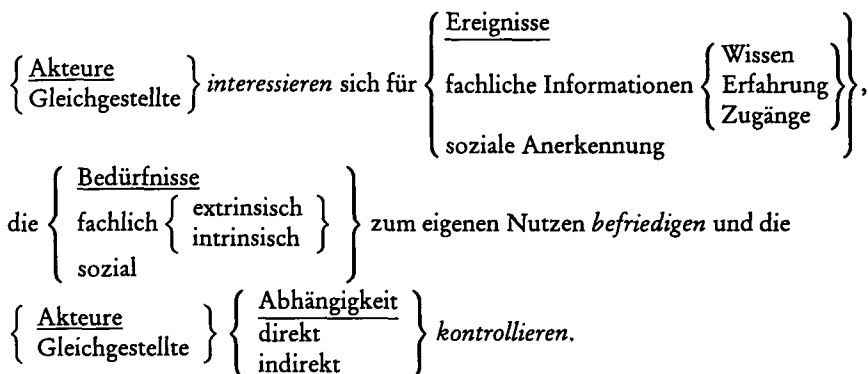 Ereignisse
Akteure
Gleichgestellte
interessieren sich für
fachliche Informationen
Wissen
Erfahrung
Zugänge
,
soziale Anerkennung
die
Bedürfnisse
fachlich
extrinsisch
intrinsisch
sozial
zum eigenen Nutzen befriedigen und die
Akteure
Gleichgestellte
Abhängigkeit
direkt
indirekt
kontrollieren.